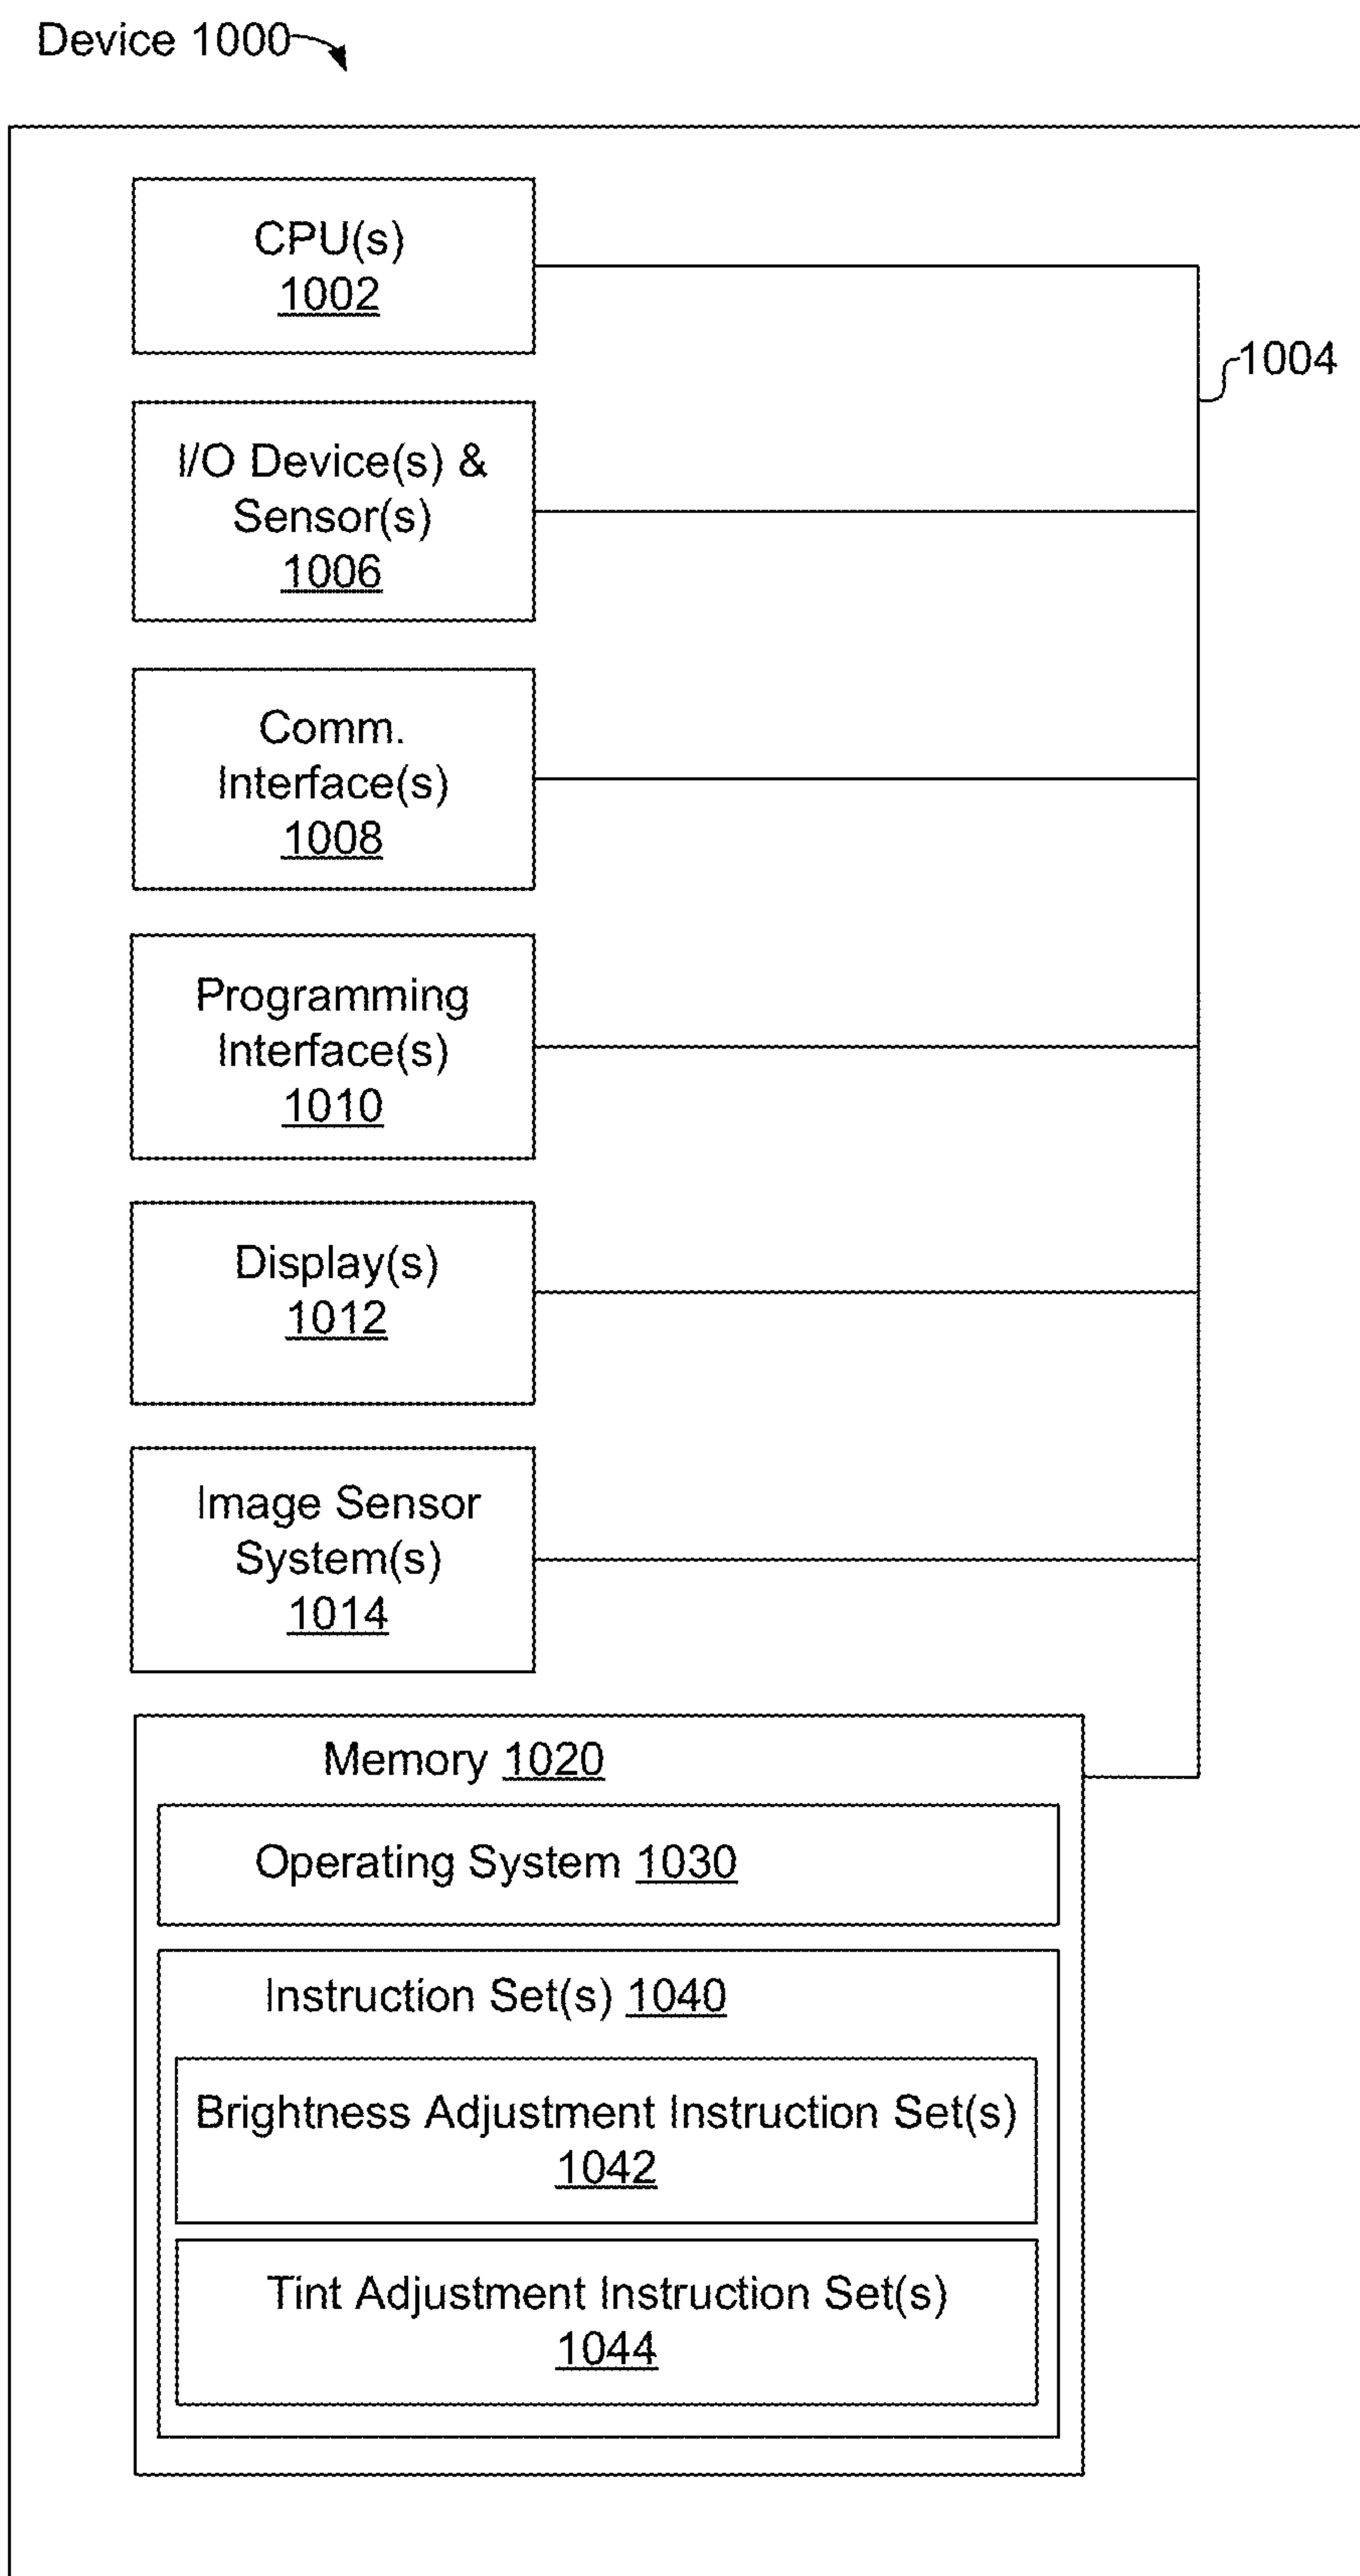 Device 1000
CPU(s)
1002
1004
I/O Device(s) &
Sensor(s)
1006
Comm.
Interface(s)
1008
Programming
Interface(s)
1010
Display(s)
1012
Image Sensor
System(s)
1014
Memory 1020
Operating System 1030
Instruction Set(s) 1040
Brightness Adjustment Instruction Set(s)
1042
Tint Adjustment Instruction Set(s)
1044